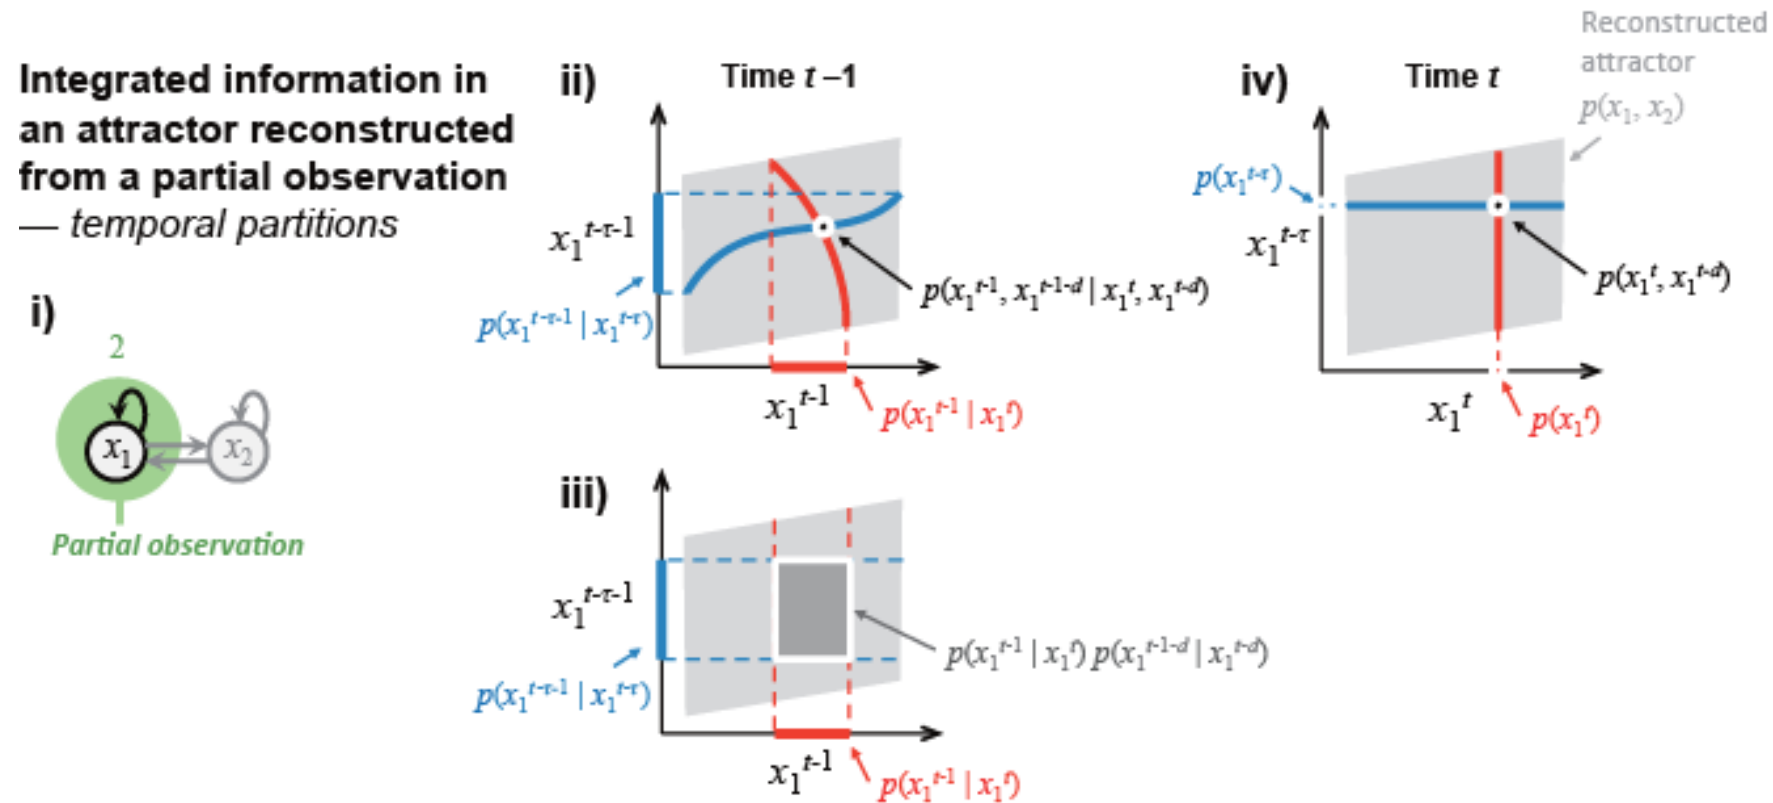 Integrated information in
an attractor reconstructed
from a partial observation
— temporal partitions
i)
2
x₁
x₂
Partial observation
ii)
Time t –1
x₁ᵗ⁻τ⁻¹
p(x₁ᵗ⁻τ⁻¹ | x₁ᵗ⁻τ)
p(x₁ᵗ⁻¹, x₁ᵗ⁻¹⁻ᵈ | x₁ᵗ, x₁ᵗ⁻ᵈ)
x₁ᵗ⁻¹
p(x₁ᵗ⁻¹ | x₁ᵗ)
iii)
x₁ᵗ⁻τ⁻¹
p(x₁ᵗ⁻¹ | x₁ᵗ) p(x₁ᵗ⁻¹⁻ᵈ | x₁ᵗ⁻ᵈ)
p(x₁ᵗ⁻τ⁻¹ | x₁ᵗ⁻τ)
x₁ᵗ⁻¹
p(x₁ᵗ⁻¹ | x₁ᵗ)
iv)
Time t
Reconstructed
attractor
p(x₁, x₂)
p(x₁ᵗ⁻τ)
x₁ᵗ⁻τ
p(x₁ᵗ, x₁ᵗ⁻ᵈ)
x₁ᵗ
p(x₁ᵗ)